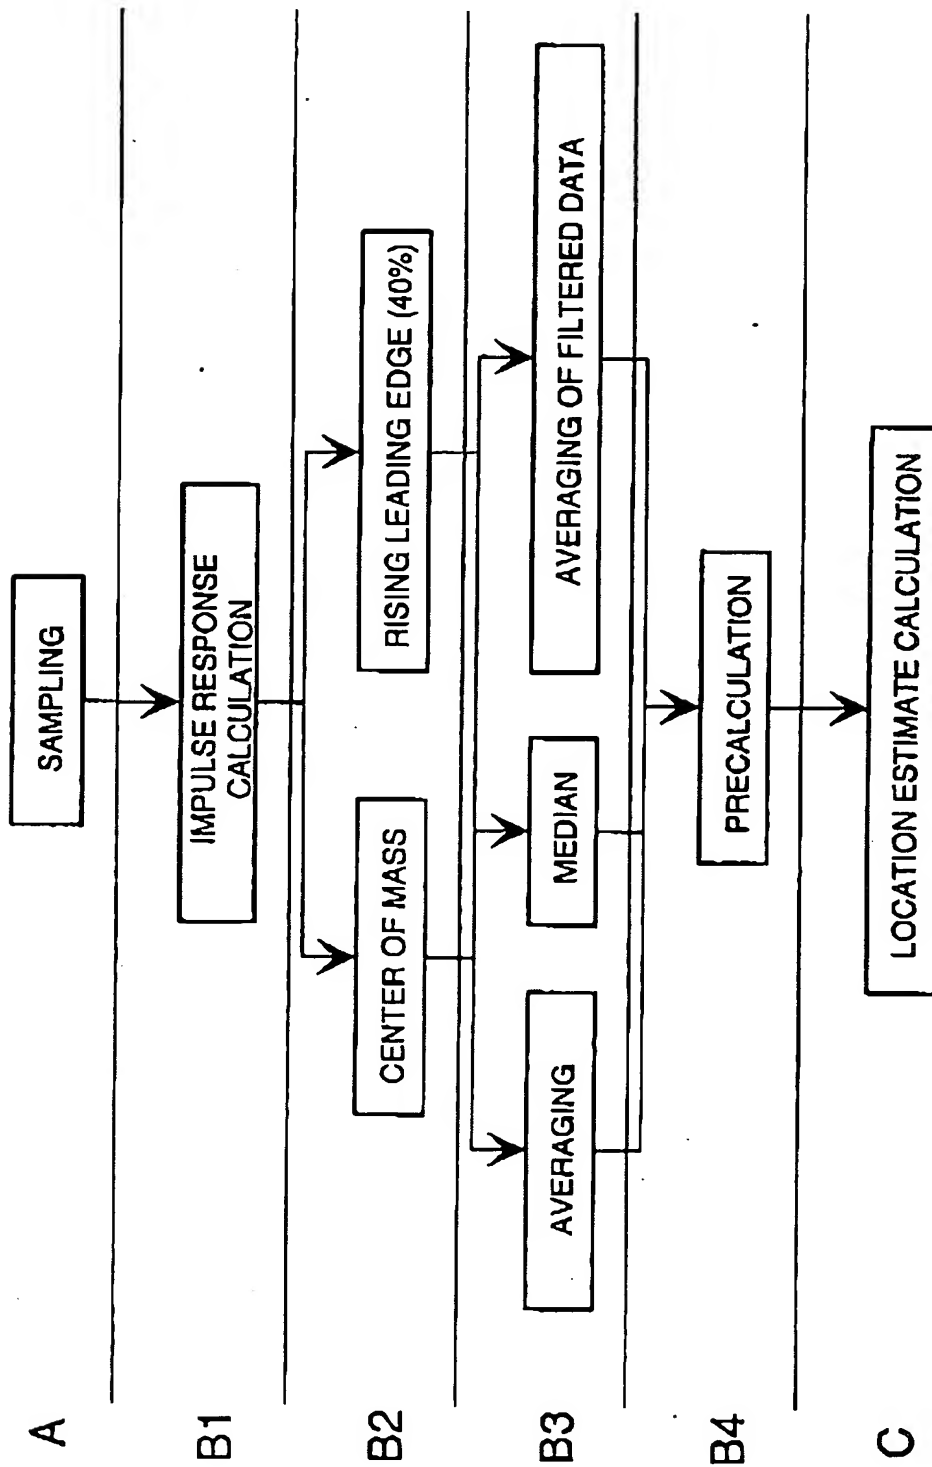 A
SAMPLING
B1
IMPULSE RESPONSE
CALCULATION
B2
CENTER OF MASS
RISING LEADING EDGE (40%)
B3
AVERAGING
MEDIAN
AVERAGING OF FILTERED DATA
B4
PRECALCULATION
C
LOCATION ESTIMATE CALCULATION